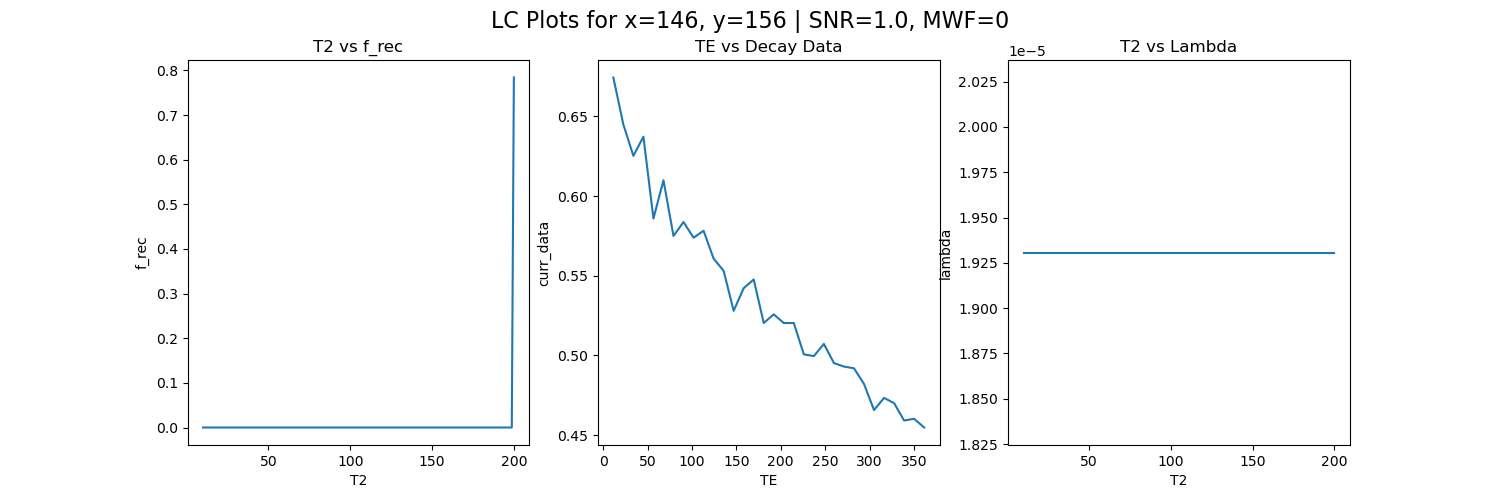 LC Plots for x=146, y=156 | SNR=1.0, MWF=0
T2 vs f_rec
0.8
0.7
0.6
0.5
0.4
0.3
0.2
0.1
0.0
f_rec
50 100 150 200
T2
TE vs Decay Data
0.65
0.60
0.55
0.50
0.45
curr_data
0 50 100 150 200 250 300 350
TE
T2 vs Lambda
1e−5
2.025
2.000
1.975
1.950
1.925
1.900
1.875
1.850
1.825
lambda
50 100 150 200
T2